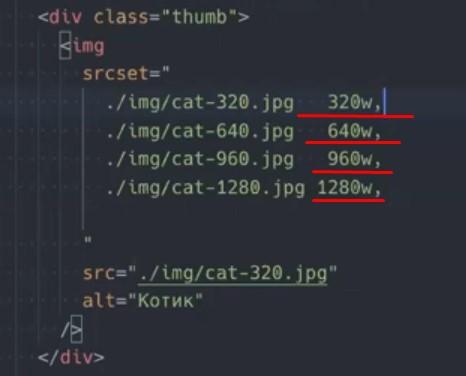 <div class="thumb">
<img
srcset="
./img/cat-320.jpg 320w,
./img/cat-640.jpg 640w,
./img/cat-960.jpg 960w,
./img/cat-1280.jpg 1280w,
"
src="./img/cat-320.jpg"
alt="Котик"
/>
</div>